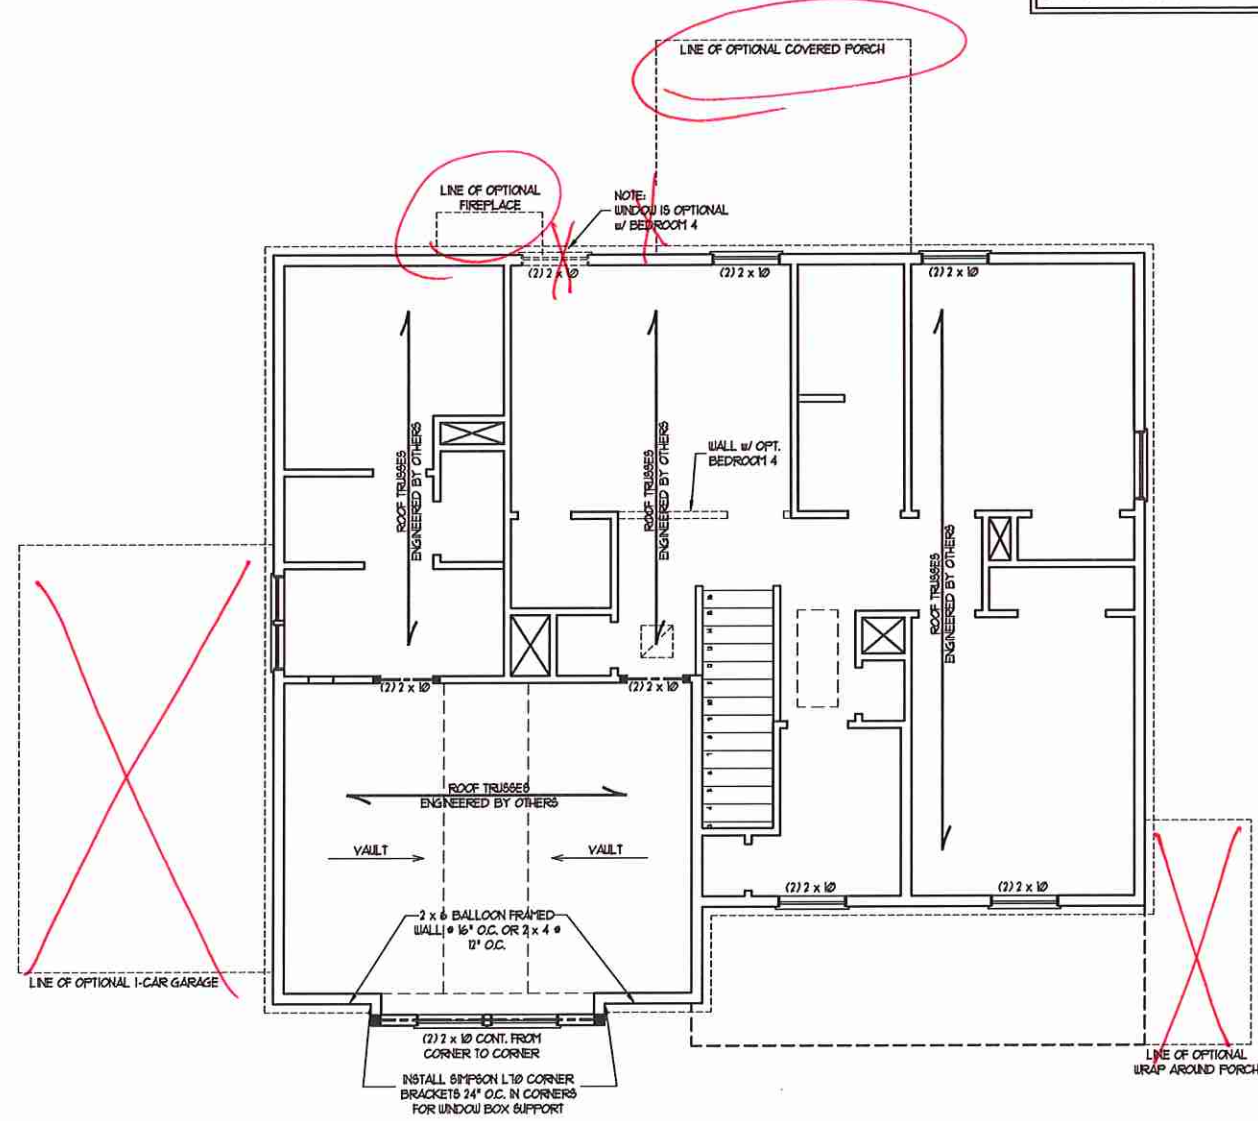 LINE OF OPTIONAL COVERED PORCH
LINE OF OPTIONAL
FIREPLACE
NOTE:
WINDOW IS OPTIONAL
w/ BEDROOM 4
(2) 2 x 10
(2) 2 x 10
(2) 2 x 10
ROOF TRUSSES
ENGINEERED BY OTHERS
ROOF TRUSSES
ENGINEERED BY OTHERS
WALL w/ OPT.
BEDROOM 4
ROOF TRUSSES
ENGINEERED BY OTHERS
(2) 2 x 10
(2) 2 x 10
ROOF TRUSSES
ENGINEERED BY OTHERS
VAULT
VAULT
(2) 2 x 10
(2) 2 x 10
2 x 6 BALLOON FRAMED
WALL @ 16" O.C. OR 2 x 4 @
12" O.C.
LINE OF OPTIONAL 1-CAR GARAGE
(2) 2 x 10 CONT. FROM
CORNER TO CORNER
LINE OF OPTIONAL
WRAP AROUND PORCH
INSTALL SIMPSON L70 CORNER
BRACKETS 24" O.C. IN CORNERS
FOR WINDOW BOX SUPPORT